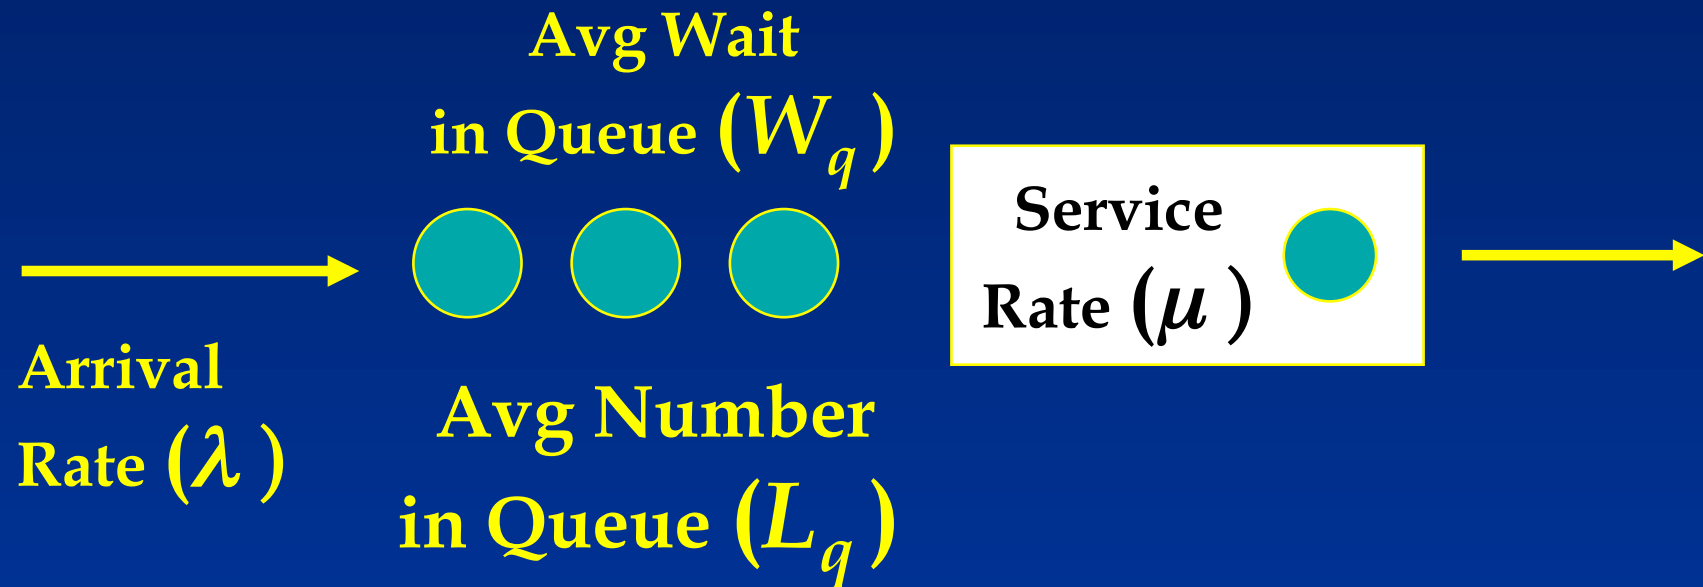 Avg Wait
in Queue (W_q)
Service
Rate (μ)
Arrival
Rate (λ)
Avg Number
in Queue (L_q)